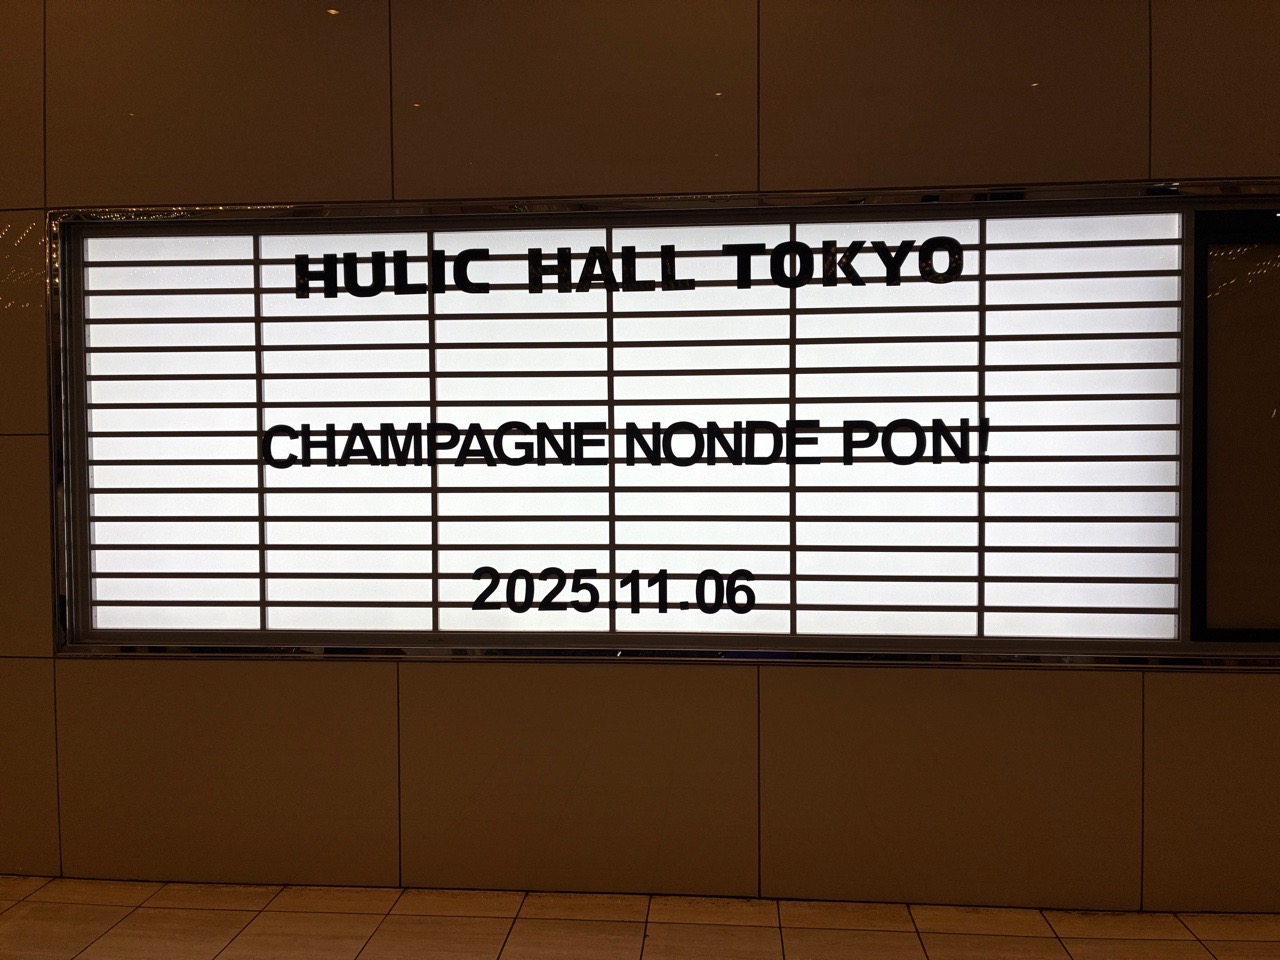 HULIC HALL TOKYO
CHAMPAGNE NONDE PON!
2025.11.06